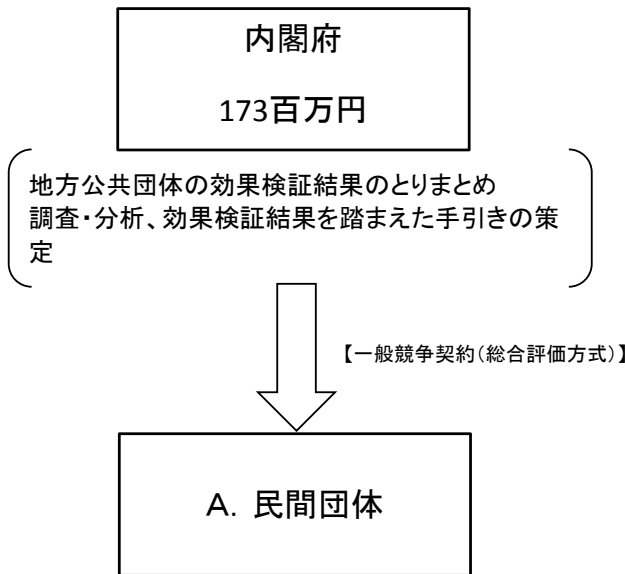 内閣府
173百万円
地方公共団体の効果検証結果のとりまとめ
調査・分析、効果検証結果を踏まえた手引きの策
定
【一般競争契約(総合評価方式)】
A. 民間団体